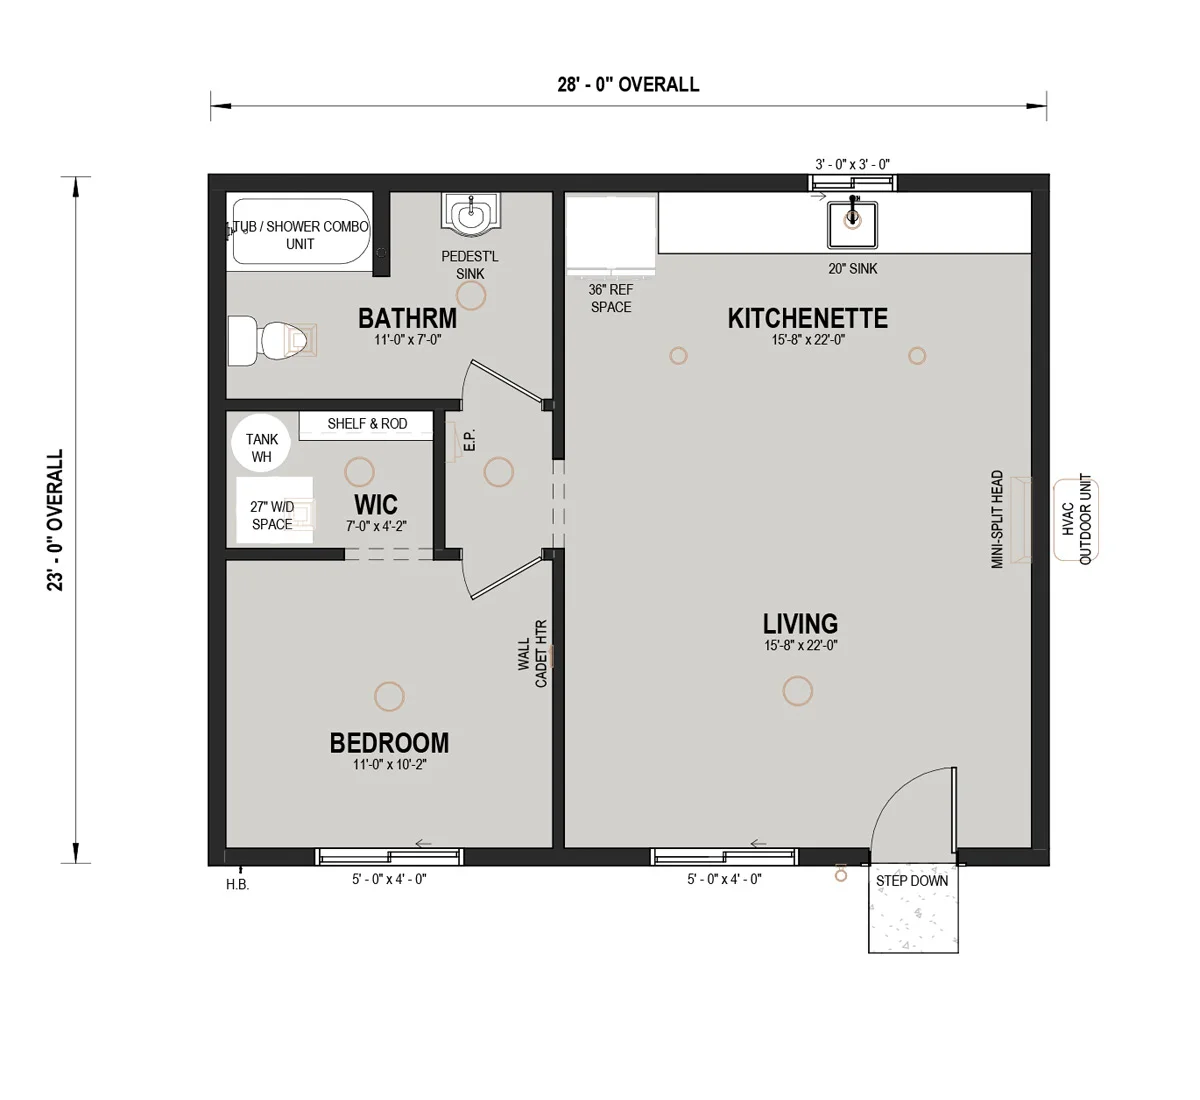 28' - 0" OVERALL
3' - 0" x 3' - 0"
TUB / SHOWER COMBO
UNIT
PEDEST'L
SINK
20" SINK
36" REF
SPACE
BATHRM
11'-0" x 7'-0"
KITCHENETTE
15'-8" x 22'-0"
SHELF & ROD
TANK
WH
E.P.
27" W/D
SPACE
WIC
7'-0" x 4'-2"
MINI-SPLIT HEAD
HVAC
OUTDOOR UNIT
23' - 0" OVERALL
LIVING
15'-8" x 22'-0"
WALL
CADET HTR
BEDROOM
11'-0" x 10'-2"
H.B.
5' - 0" x 4' - 0"
5' - 0" x 4' - 0"
STEP DOWN